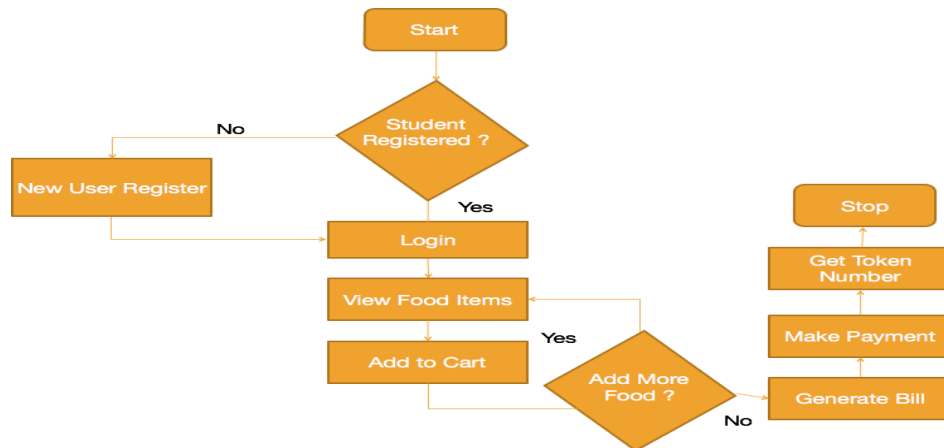 Start
Student
Registered ?
No
New User Register
Yes
Login
View Food Items
Add to Cart
Yes
Add More
Food ?
No
Generate Bill
Make Payment
Get Token
Number
Stop